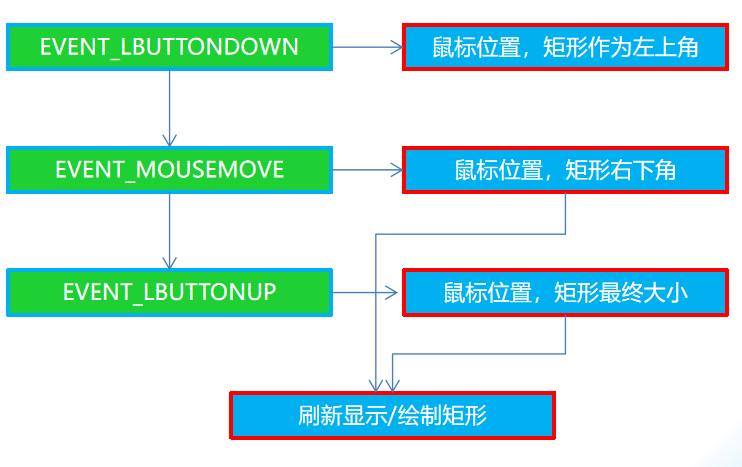 EVENT_LBUTTONDOWN
鼠标位置，矩形作为左上角
EVENT_MOUSEMOVE
鼠标位置，矩形右下角
EVENT_LBUTTONUP
鼠标位置，矩形最终大小
刷新显示/绘制矩形